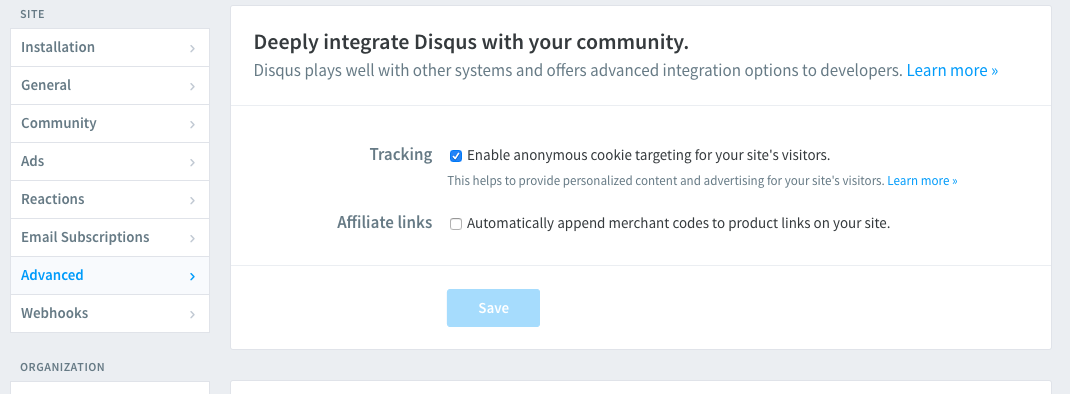 SITE
Installation
General
Community
Ads
Reactions
Email Subscriptions
Advanced
Webhooks
ORGANIZATION
Deeply integrate Disqus with your community.
Disqus plays well with other systems and offers advanced integration options to developers. Learn more »
Tracking
Enable anonymous cookie targeting for your site's visitors.
This helps to provide personalized content and advertising for your site's visitors. Learn more »
Affiliate links
Automatically append merchant codes to product links on your site.
Save